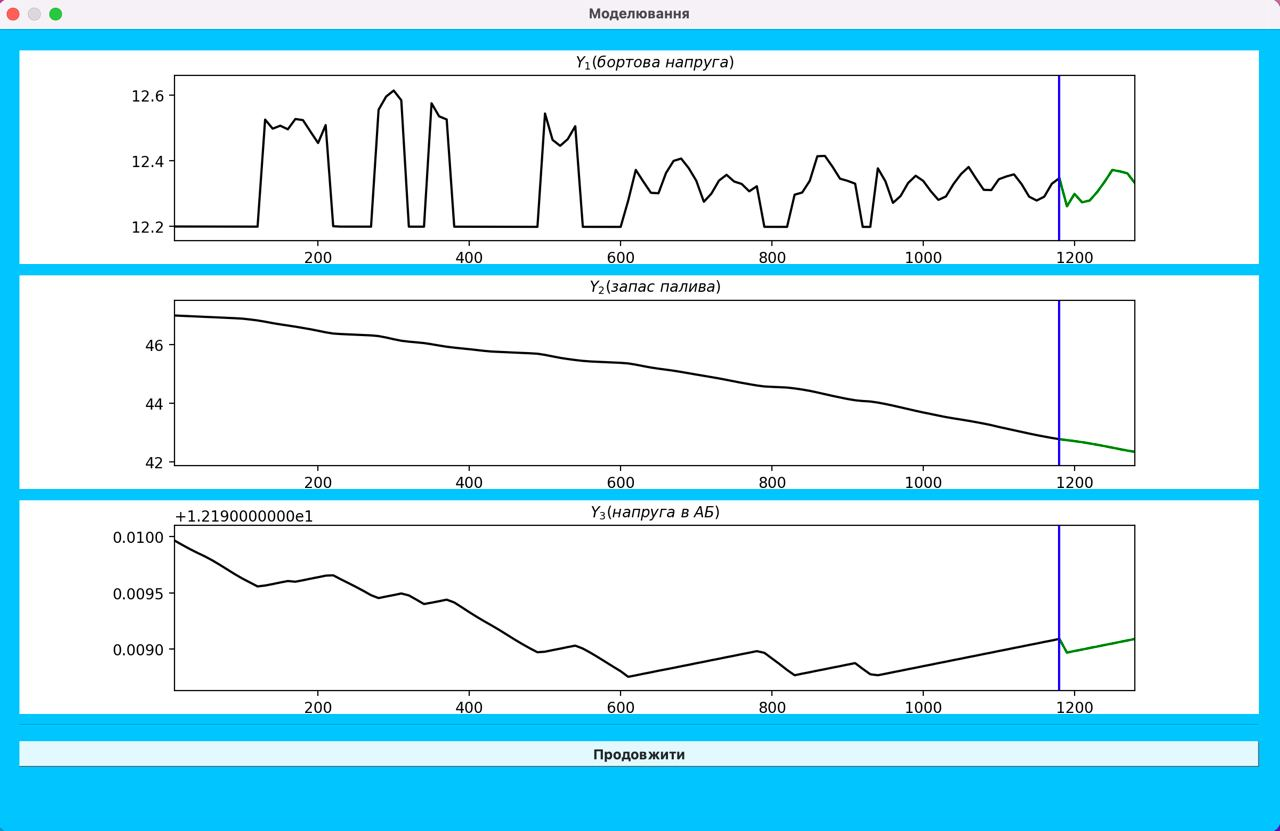 Моделювання
Y₁(бортова напруга)
12.6
12.4
12.2
200 400 600 800 1000 1200
Y₂(запас палива)
46
44
42
200 400 600 800 1000 1200
+1.2190000000e1
Y₃(напруга в АБ)
0.0100
0.0095
0.0090
200 400 600 800 1000 1200
Продовжити